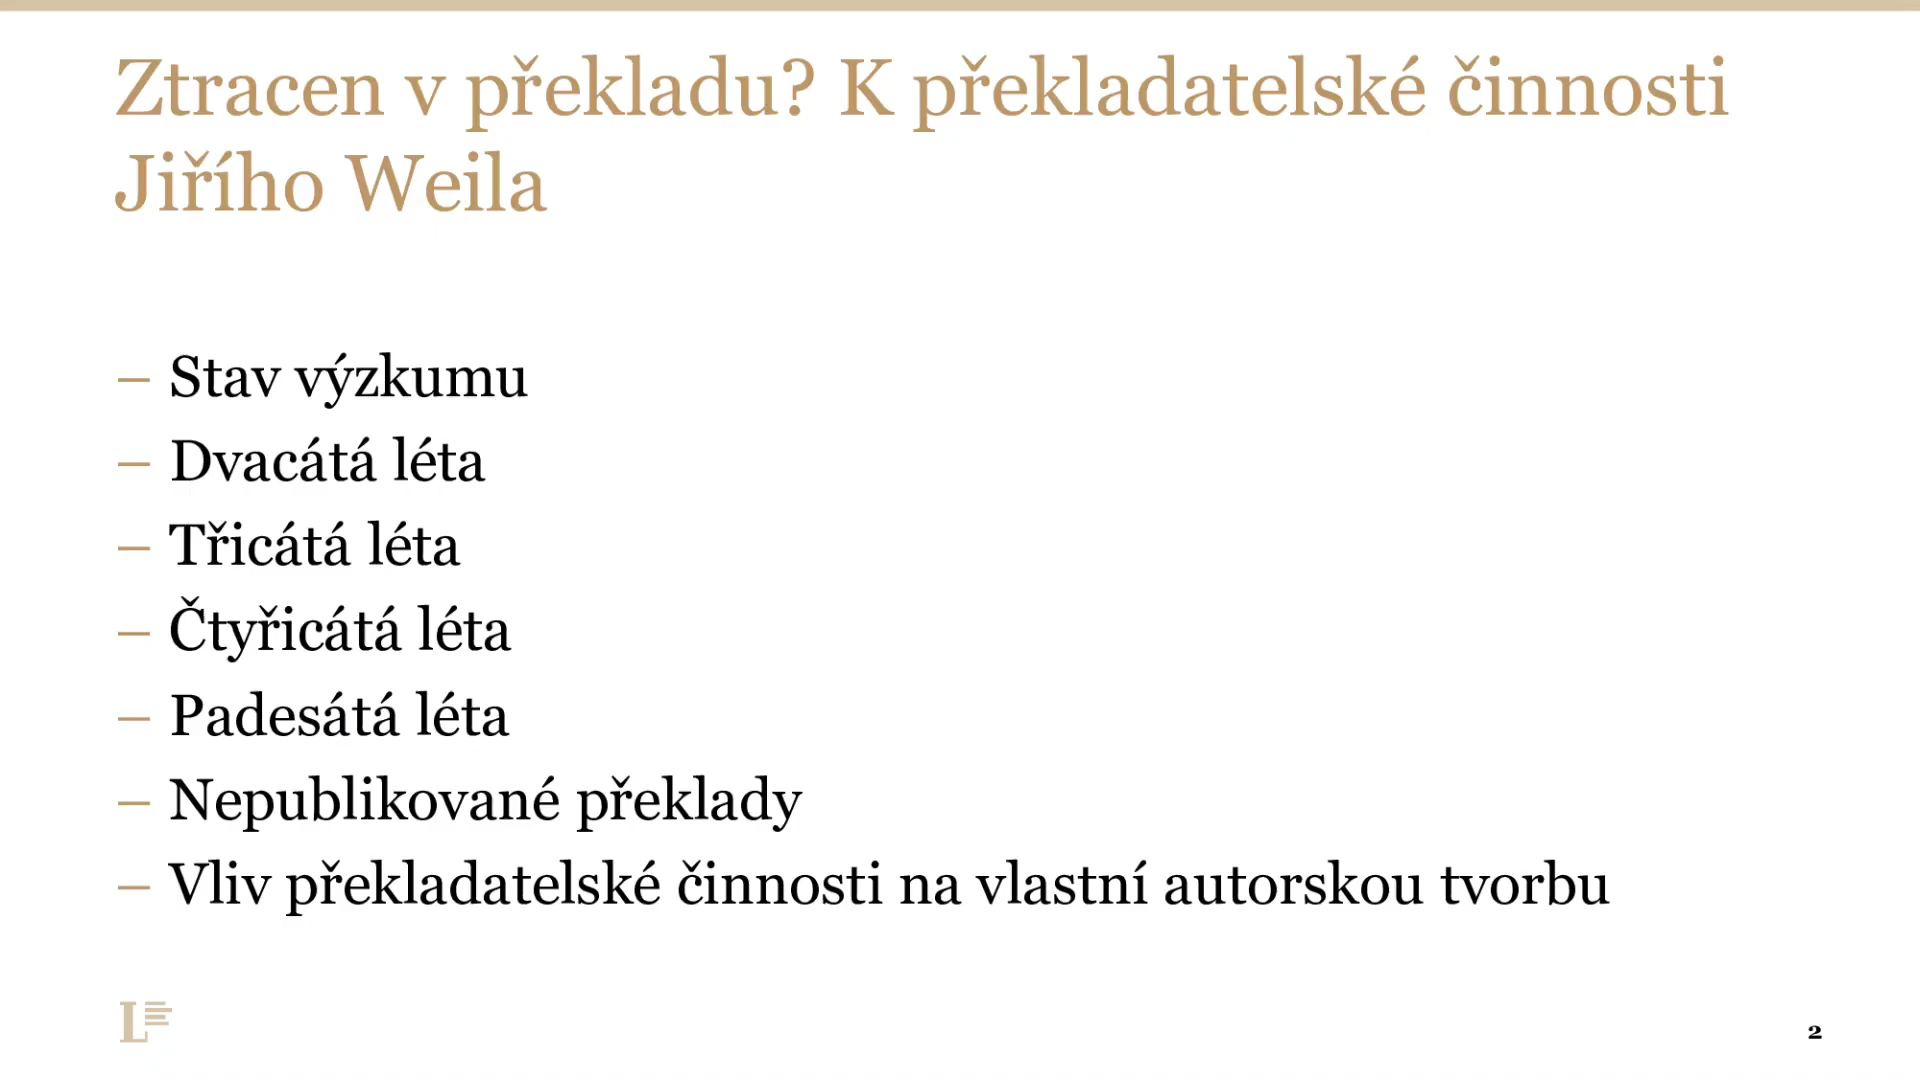 Ztracen v překladu? K překladatelské činnosti
Jiřího Weila
– Stav výzkumu
– Dvacátá léta
– Třicátá léta
– Čtyřicátá léta
– Padesátá léta
– Nepublikované překlady
– Vliv překladatelské činnosti na vlastní autorskou tvorbu
L
2